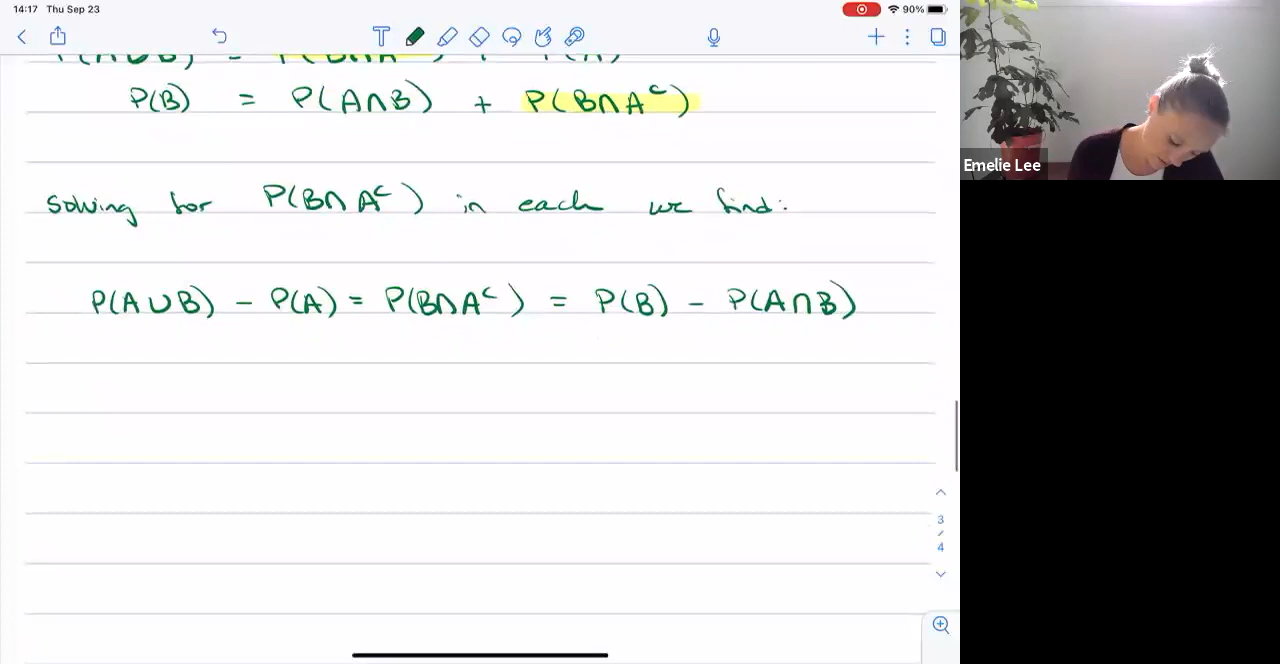 14:17 Thu Sep 23
90%
P(A∪B) = P(B∩Aᶜ) + P(A)
P(B) = P(A∩B) + P(B∩Aᶜ)
Solving for P(B∩Aᶜ) in each we find:
P(A∪B) - P(A) = P(B∩Aᶜ) = P(B) - P(A∩B)
3
/
4
Emelie Lee